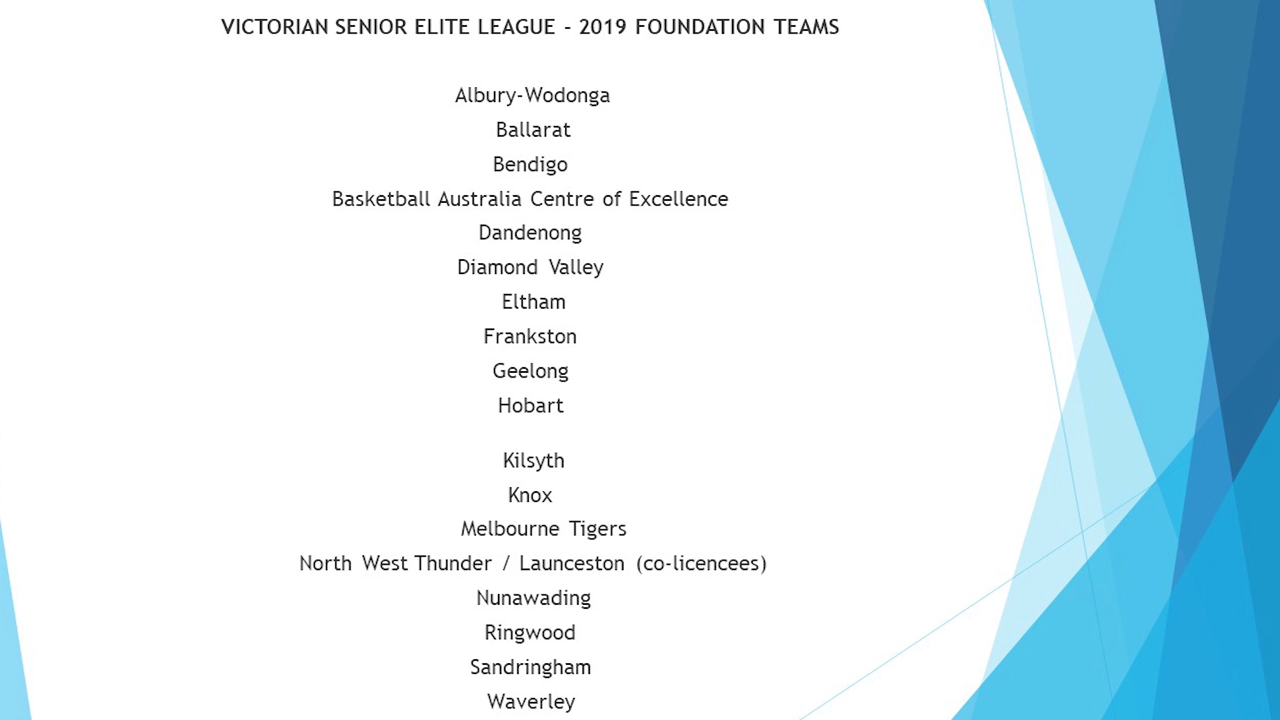 VICTORIAN SENIOR ELITE LEAGUE - 2019 FOUNDATION TEAMS
Albury-Wodonga
Ballarat
Bendigo
Basketball Australia Centre of Excellence
Dandenong
Diamond Valley
Eltham
Frankston
Geelong
Hobart
Kilsyth
Knox
Melbourne Tigers
North West Thunder / Launceston (co-licencees)
Nunawading
Ringwood
Sandringham
Waverley